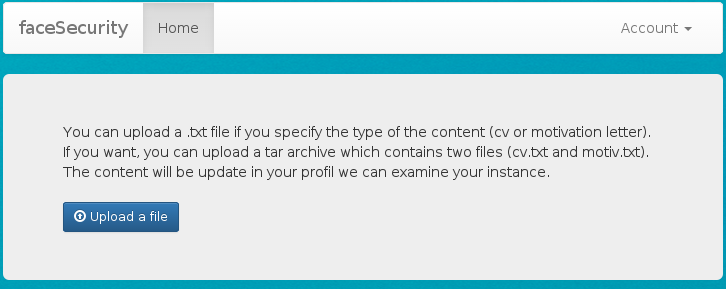 faceSecurity Home Account
You can upload a .txt file if you specify the type of the content (cv or motivation letter).
If you want, you can upload a tar archive which contains two files (cv.txt and motiv.txt).
The content will be update in your profil we can examine your instance.
Upload a file